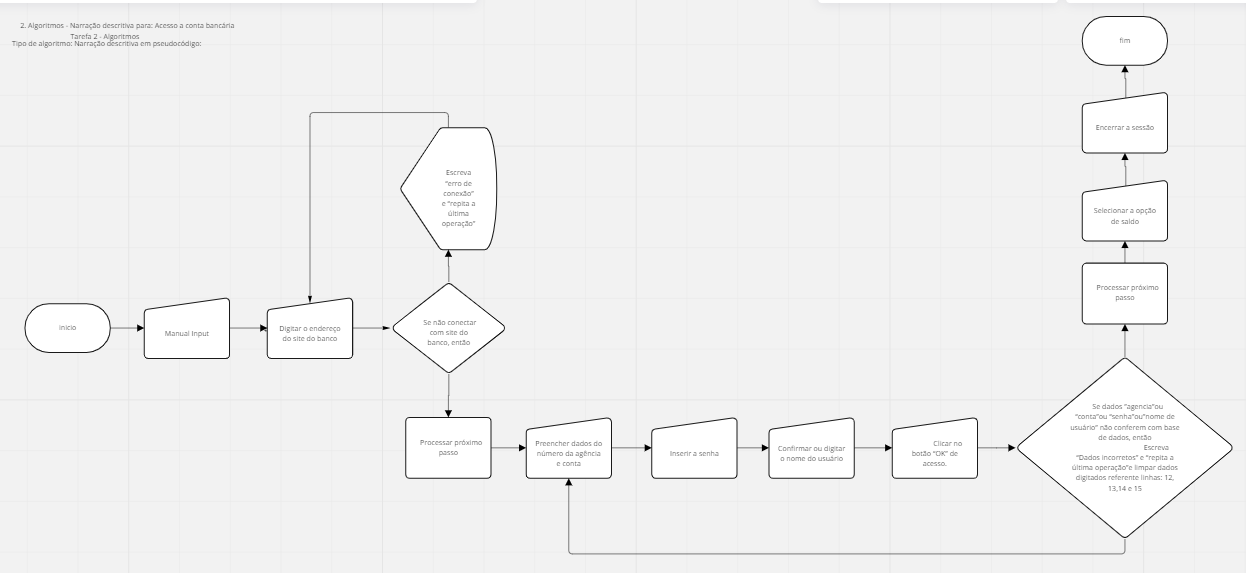 2. Algoritmos - Narração descritiva para: Acesso a conta bancária
Tarefa 2 - Algoritmos
Tipo de algoritmo: Narração descritiva em pseudocódigo:
início
Manual Input
Digitar o endereço
do site do banco
Se não conectar
com site do
banco, então
Escreva
"erro de
conexão"
e "repita a
última
operação"
Processar próximo
passo
Preencher dados do
número da agência
e conta
Inserir a senha
Confirmar ou digitar
o nome do usuário
Clicar no
botão "OK" de
acesso.
Se dados "agencia"ou
"conta"ou "senha"ou"nome de
usuário" não conferem com base
de dados, então
Escreva
"Dados incorretos" e "repita a
última operação"e limpar dados
digitados referente linhas: 12,
13,14 e 15
Processar próximo
passo
Selecionar a opção
de saldo
Encerrar a sessão
fim